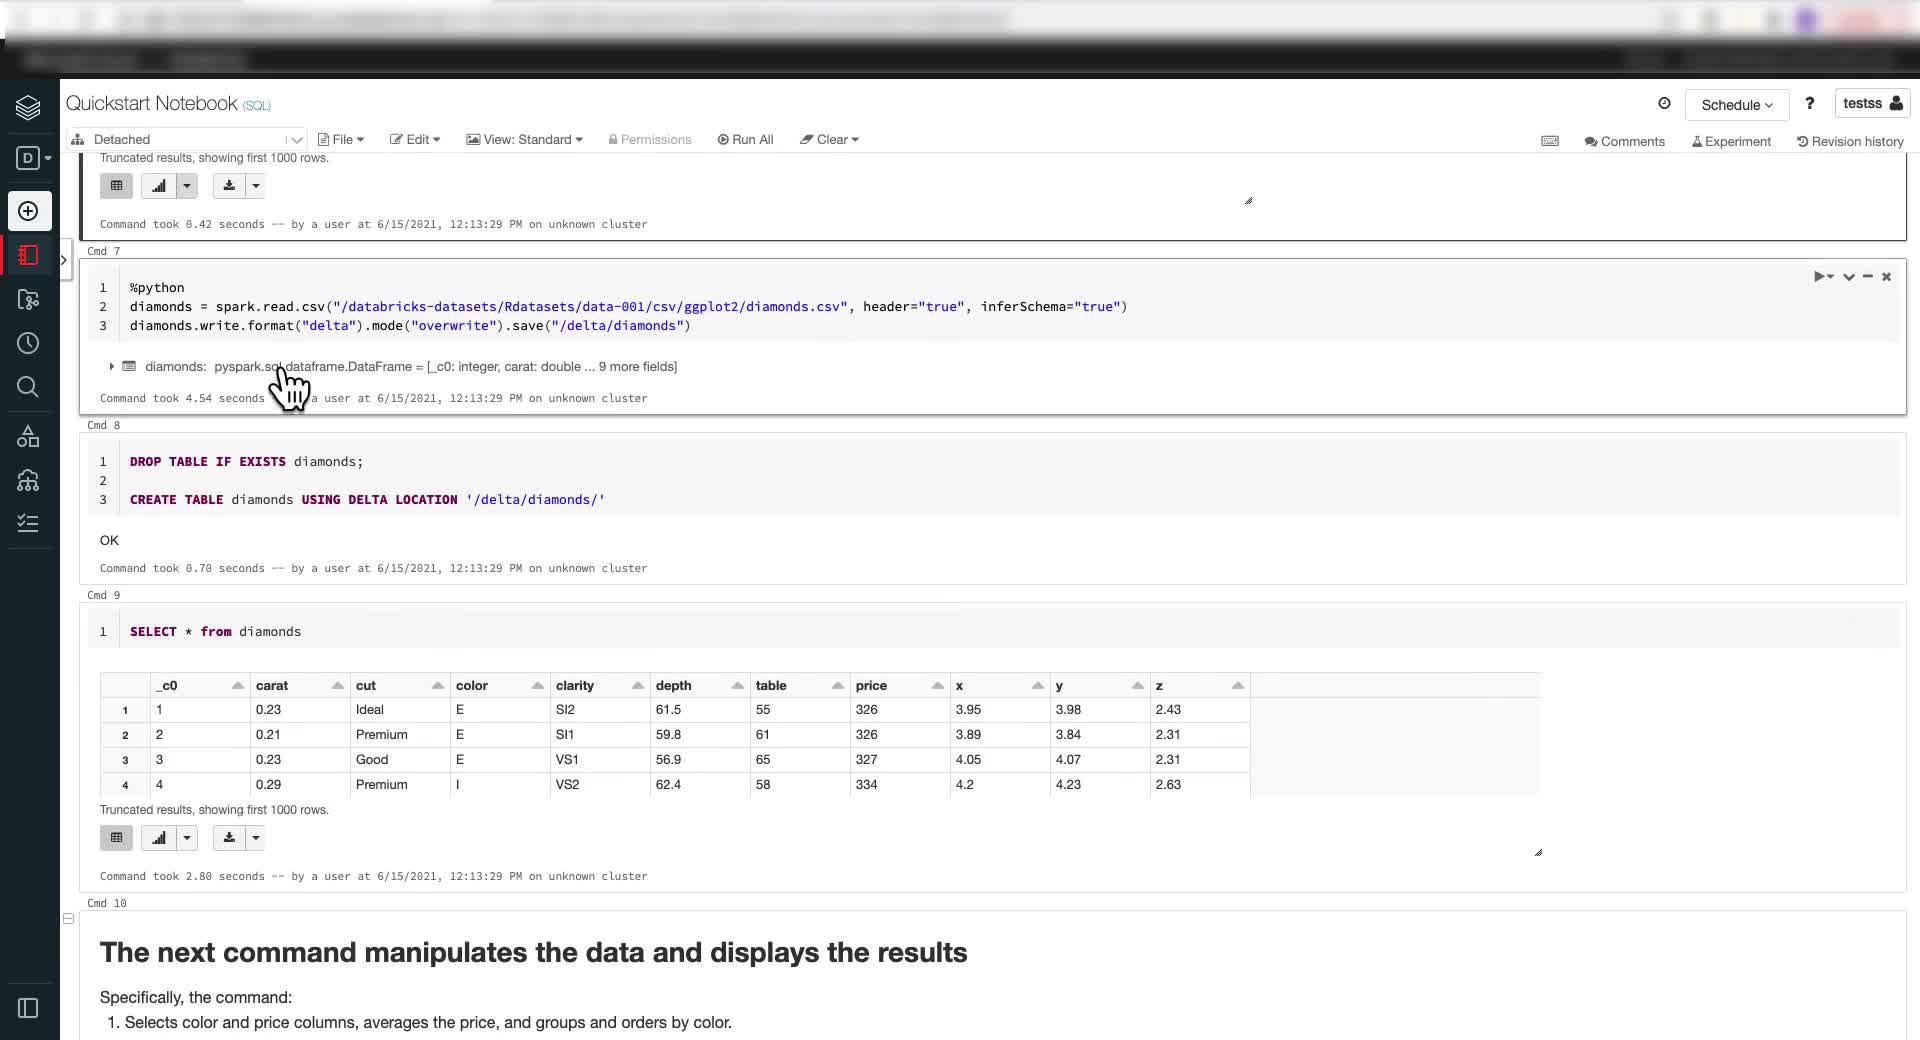 Quickstart Notebook (SQL)
Schedule
?
testss
D
Detached
File
Edit
View: Standard
Permissions
Run All
Clear
Comments
Experiment
Revision history
Truncated results, showing first 1000 rows.
Command took 0.42 seconds -- by a user at 6/15/2021, 12:13:29 PM on unknown cluster
Cmd 7
1 %python
2 diamonds = spark.read.csv("/databricks-datasets/Rdatasets/data-001/csv/ggplot2/diamonds.csv", header="true", inferSchema="true")
3 diamonds.write.format("delta").mode("overwrite").save("/delta/diamonds")
diamonds: pyspark.sql.dataframe.DataFrame = [_c0: integer, carat: double ... 9 more fields]
Command took 4.54 seconds a user at 6/15/2021, 12:13:29 PM on unknown cluster
Cmd 8
1 DROP TABLE IF EXISTS diamonds;
2
3 CREATE TABLE diamonds USING DELTA LOCATION '/delta/diamonds/'
OK
Command took 0.70 seconds -- by a user at 6/15/2021, 12:13:29 PM on unknown cluster
Cmd 9
1 SELECT * from diamonds
_c0 carat cut color clarity depth table price x y z
1 1 0.23 Ideal E SI2 61.5 55 326 3.95 3.98 2.43
2 2 0.21 Premium E SI1 59.8 61 326 3.89 3.84 2.31
3 3 0.23 Good E VS1 56.9 65 327 4.05 4.07 2.31
4 4 0.29 Premium I VS2 62.4 58 334 4.2 4.23 2.63
Truncated results, showing first 1000 rows.
Command took 2.80 seconds -- by a user at 6/15/2021, 12:13:29 PM on unknown cluster
Cmd 10
The next command manipulates the data and displays the results
Specifically, the command:
1. Selects color and price columns, averages the price, and groups and orders by color.